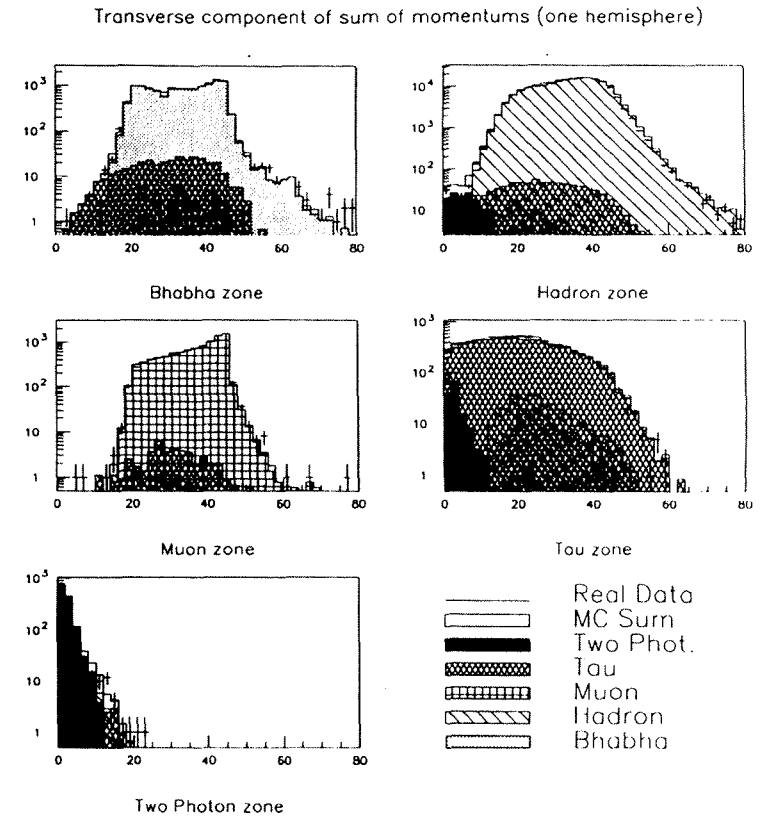 Transverse component of sum of momentums (one hemisphere)
10³
10²
10
1
0 20 40 60 80
Bhabha zone
10⁴
10³
10²
10
0 20 40 60 80
Hadron zone
10³
10²
10
1
0 20 40 60 80
Muon zone
10³
10²
10
1
0 20 40 60 80
Tau zone
10³
10²
10
1
0 20 40 60 80
Two Photon zone
Real Data
MC Sum
Two Phot.
Tau
Muon
Hadron
Bhabha